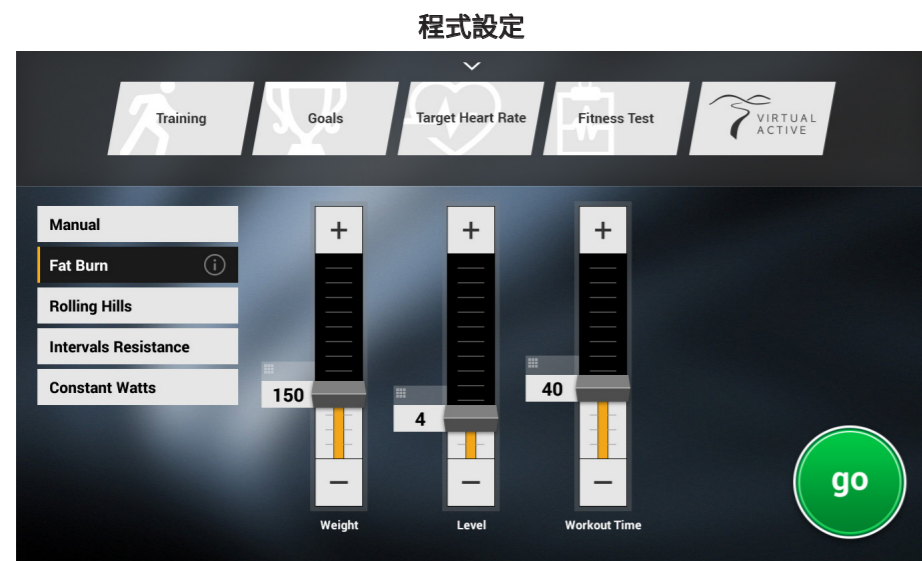 程式設定
Training
Goals
Target Heart Rate
Fitness Test
VIRTUAL
ACTIVE
Manual
Fat Burn
Rolling Hills
Intervals Resistance
Constant Watts
+
+
+
150
4
40
−
−
−
Weight
Level
Workout Time
go